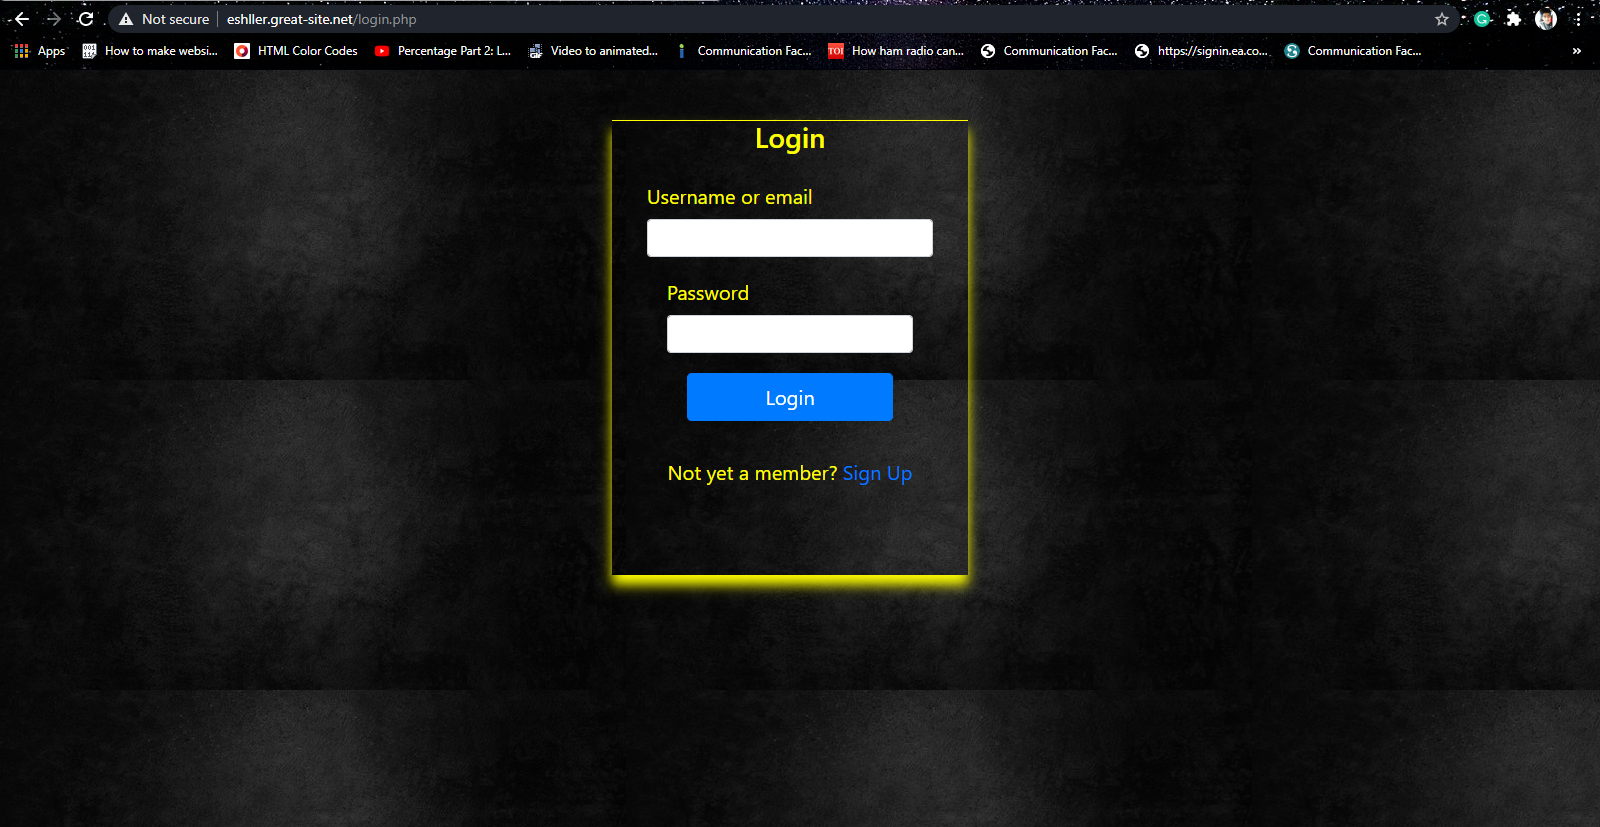 Not secure eshller.great-site.net/login.php
Apps How to make websi... HTML Color Codes Percentage Part 2: L... Video to animated... Communication Fac... TOI How ham radio can... Communication Fac... https://signin.ea.co... Communication Fac... »
Login
Username or email
Password
Login
Not yet a member? Sign Up